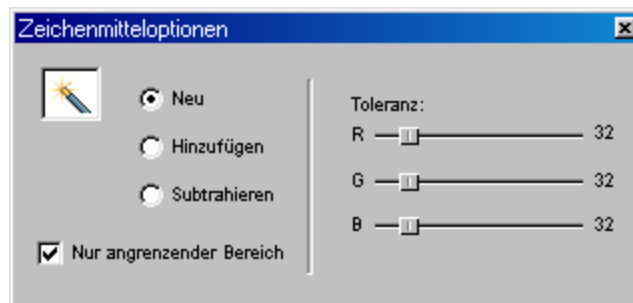 Zeichenmitteloptionen
Neu
Hinzufügen
Subtrahieren
Nur angrenzender Bereich
Toleranz:
R 32
G 32
B 32